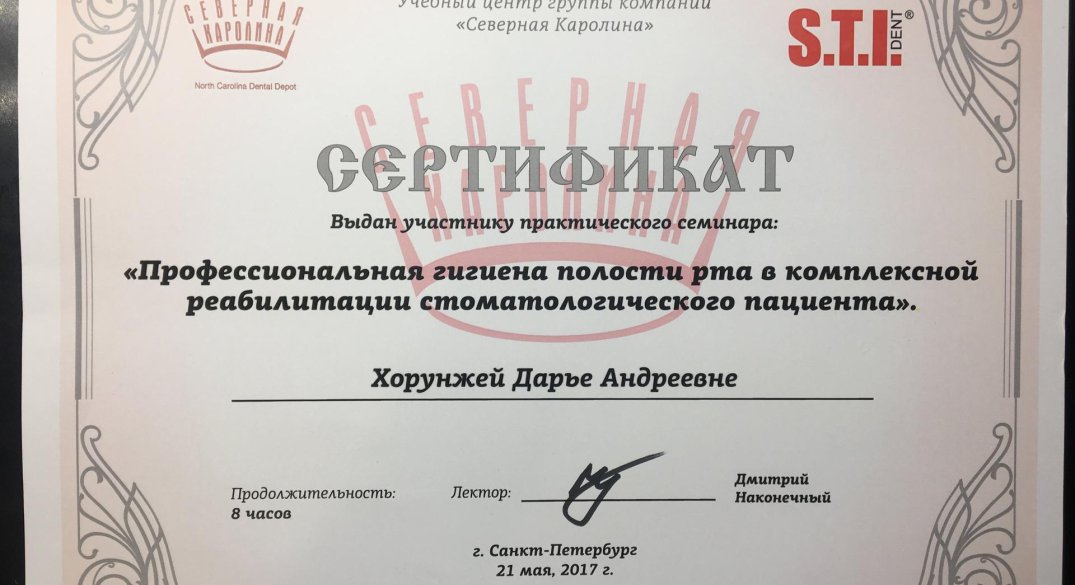 СЕВЕРНАЯ
КАРОЛИНА
North Carolina Dental Depot
Учебный центр группы компаний
«Северная Каролина»
S.T.I.
DENT®
СЕВЕРНАЯ
КАРОЛИНА
СЕРТИФИКАТ
Выдан участнику практического семинара:
«Профессиональная гигиена полости рта в комплексной
реабилитации стоматологического пациента».
Хорунжей Дарье Андреевне
Продолжительность:
8 часов
Лектор:
Дмитрий
Наконечный
г. Санкт-Петербург
21 мая, 2017 г.